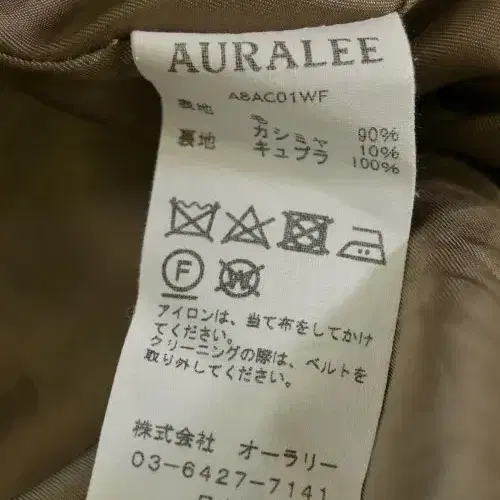 AURALEE
A8AC01WF
表地 毛 90%
カシミヤ 10%
裏地 キュプラ 100%
F
W
アイロンは、当て布をしてかけ
てください。
クリーニングの際は、ベルトを
取り外してください。
株式会社 オーラリー
03-6427-7141